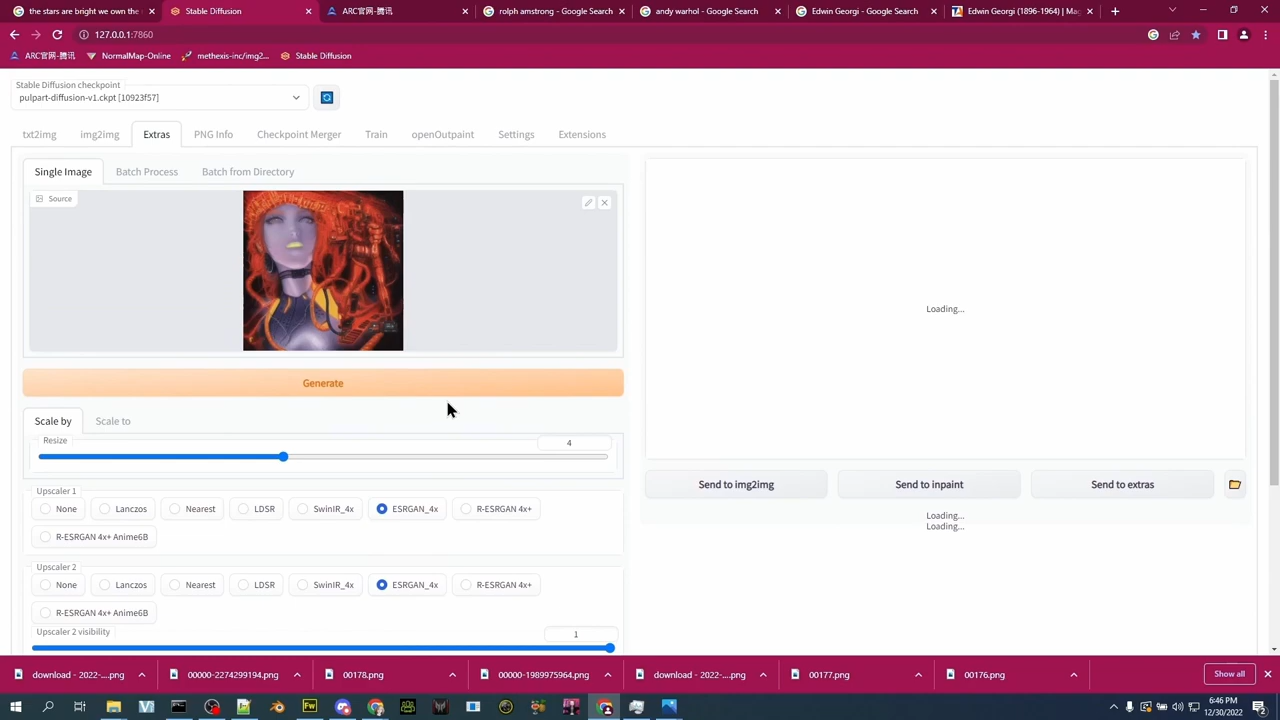 the stars are bright we own the
Stable Diffusion
ARC官网-腾讯
rolph amstrong - Google Search
andy warhol - Google Search
Edwin Georgi - Google Search
Edwin Georgi (1896-1964) | Mag
127.0.0.1:7860
ARC官网-腾讯
NormalMap-Online
methexis-inc/img2...
Stable Diffusion
Stable Diffusion checkpoint
pulpart-diffusion-v1.ckpt [10923f57]
txt2img
img2img
Extras
PNG Info
Checkpoint Merger
Train
openOutpaint
Settings
Extensions
Single Image
Batch Process
Batch from Directory
Source
Loading...
Generate
Scale by
Scale to
Resize
4
Send to img2img
Send to inpaint
Send to extras
Loading...
Loading...
Upscaler 1
None
Lanczos
Nearest
LDSR
SwinIR_4x
ESRGAN_4x
R-ESRGAN 4x+
R-ESRGAN 4x+ Anime6B
Upscaler 2
None
Lanczos
Nearest
LDSR
SwinIR_4x
ESRGAN_4x
R-ESRGAN 4x+
R-ESRGAN 4x+ Anime6B
Upscaler 2 visibility
1
download - 2022-....png
00000-2274299194.png
00178.png
00000-1989975964.png
download - 2022-....png
00177.png
00176.png
Show all
Fw
6:46 PM
12/30/2022
2